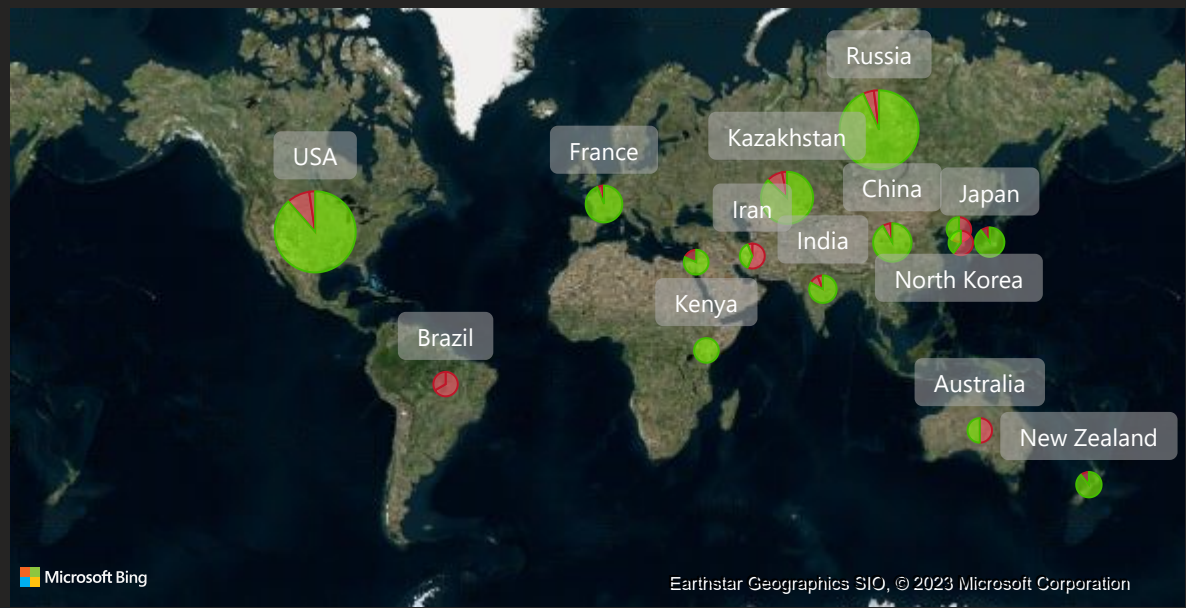 Russia
Kazakhstan
USA
France
China
Japan
Iran
India
North Korea
Kenya
Brazil
Australia
New Zealand
Microsoft Bing
Earthstar Geographics SIO, © 2023 Microsoft Corporation